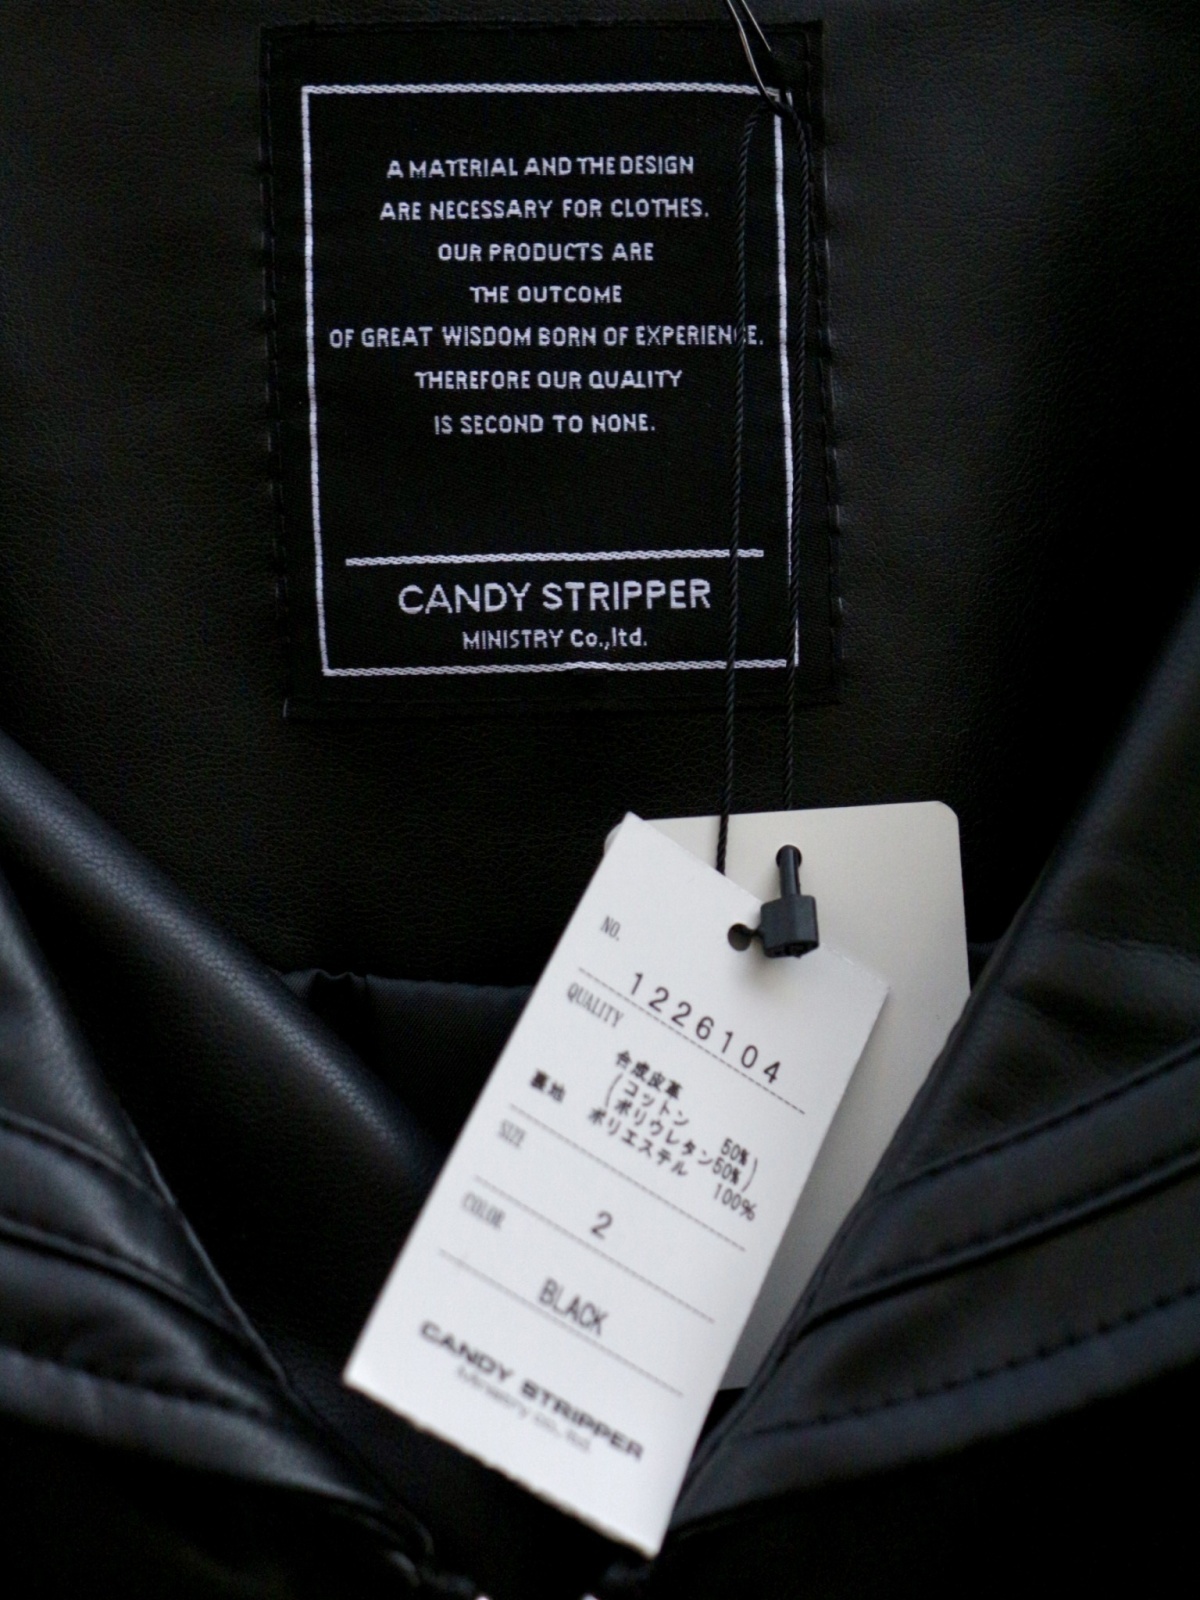 A MATERIAL AND THE DESIGN
ARE NECESSARY FOR CLOTHES.
OUR PRODUCTS ARE
THE OUTCOME
OF GREAT WISDOM BORN OF EXPERIENCE.
THEREFORE OUR QUALITY
IS SECOND TO NONE.
CANDY STRIPPER
MINISTRY Co.,ltd.
NO.
1226104
QUALITY
合成皮革
(コットン 50%)
(ポリウレタン50%)
裏地 ポリエステル 100%
SIZE
2
COLOR
BLACK
CANDY STRIPPER
Ministry co., ltd